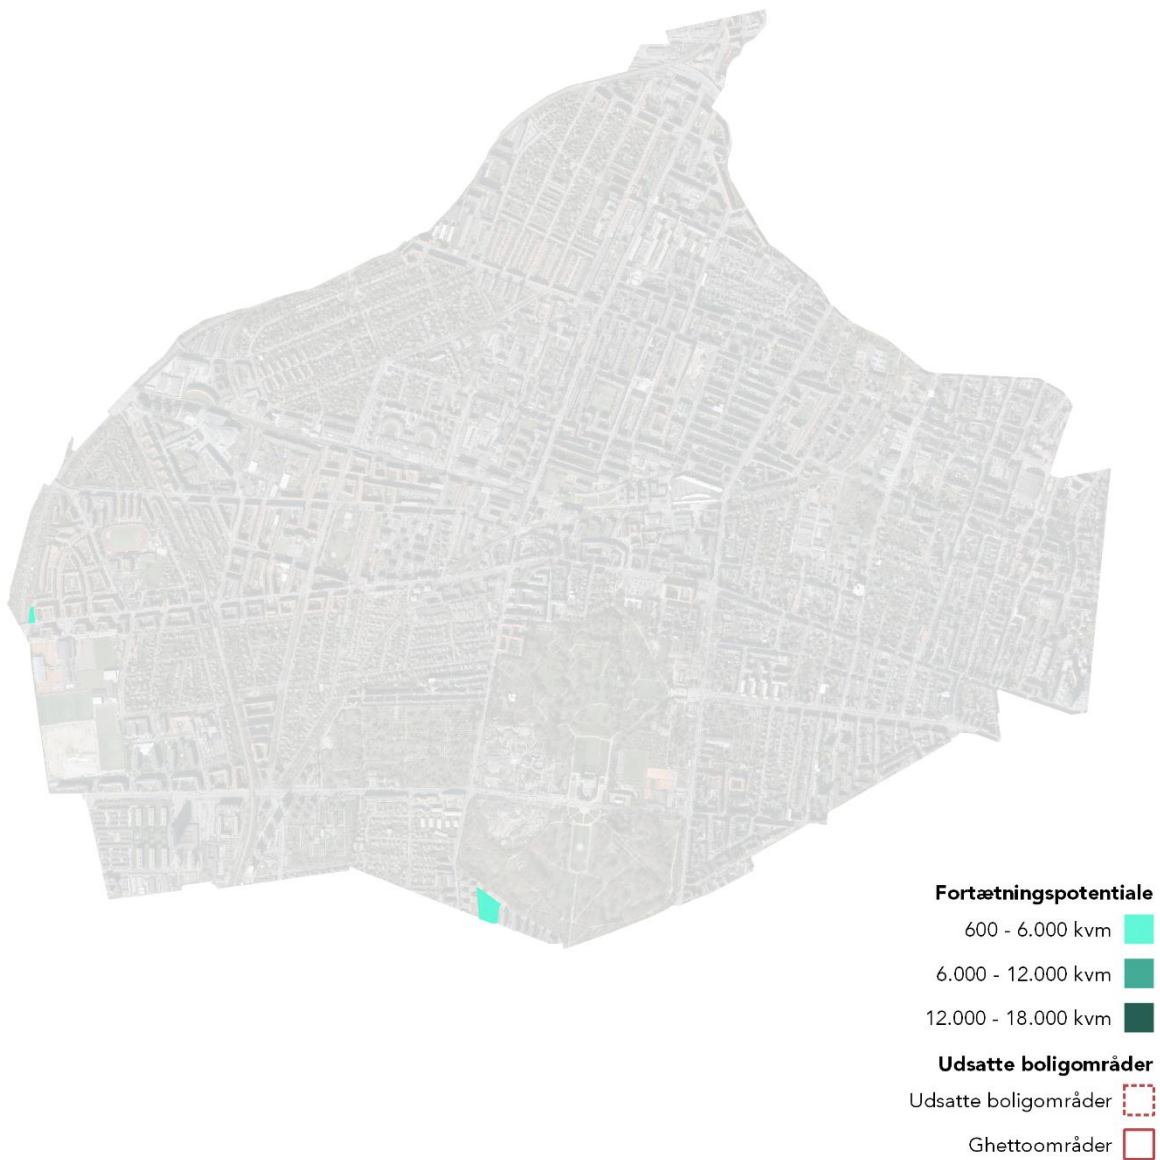 Fortætningspotentiale
600 - 6.000 kvm
6.000 - 12.000 kvm
12.000 - 18.000 kvm
Udsatte boligområder
Udsatte boligområder
Ghettoområder